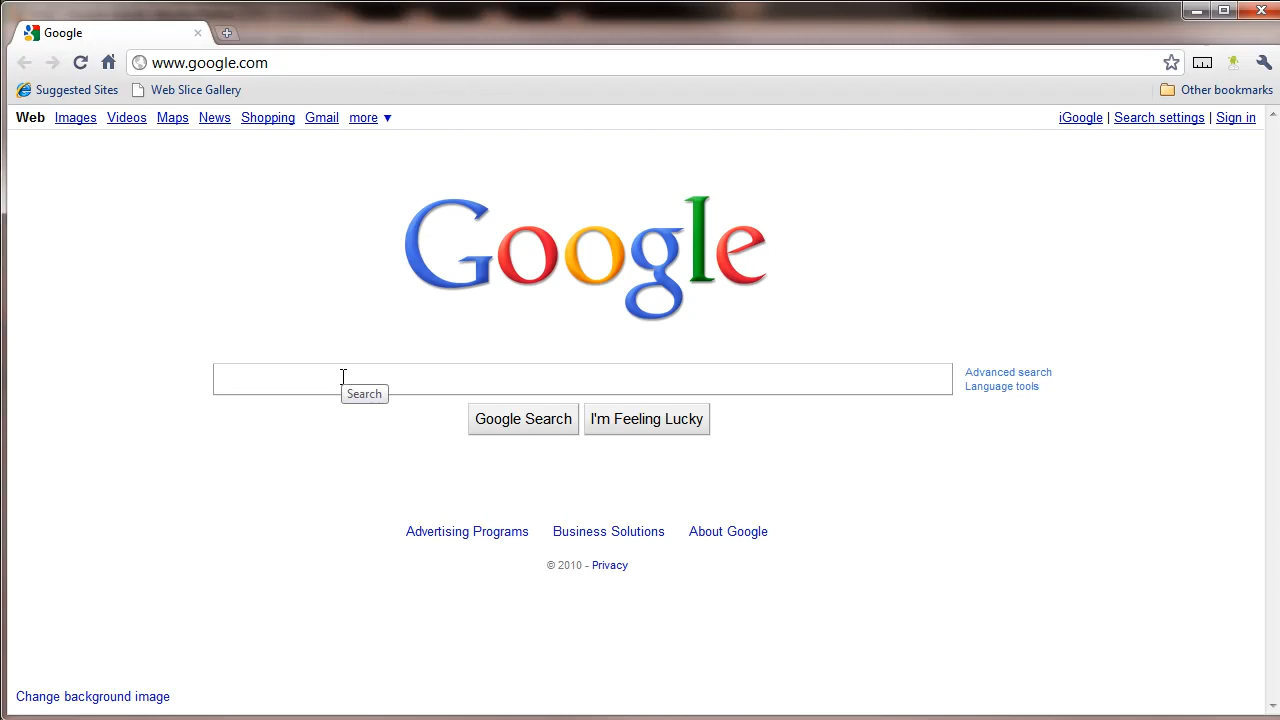 Google
www.google.com
Suggested Sites Web Slice Gallery Other bookmarks
Web Images Videos Maps News Shopping Gmail more ▼ iGoogle | Search settings | Sign in
Google
Advanced search
Language tools
Search
Google Search I'm Feeling Lucky
Advertising Programs Business Solutions About Google
© 2010 - Privacy
Change background image